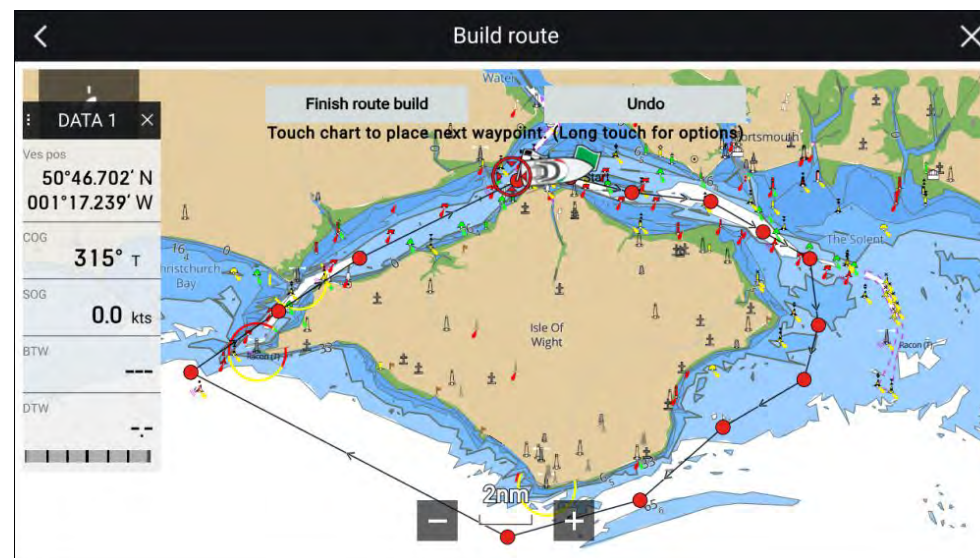 Build route
Water
Finish route build
Undo
Touch chart to place next waypoint. (Long touch for options)
DATA 1
Ves pos
50°46.702' N
001°17.239' W
COG
315° T
SOG
0.0 kts
BTW
---
DTW
-.-
Start
The Solent
Bay
Isle Of
Wight
Racon (T)
2nm